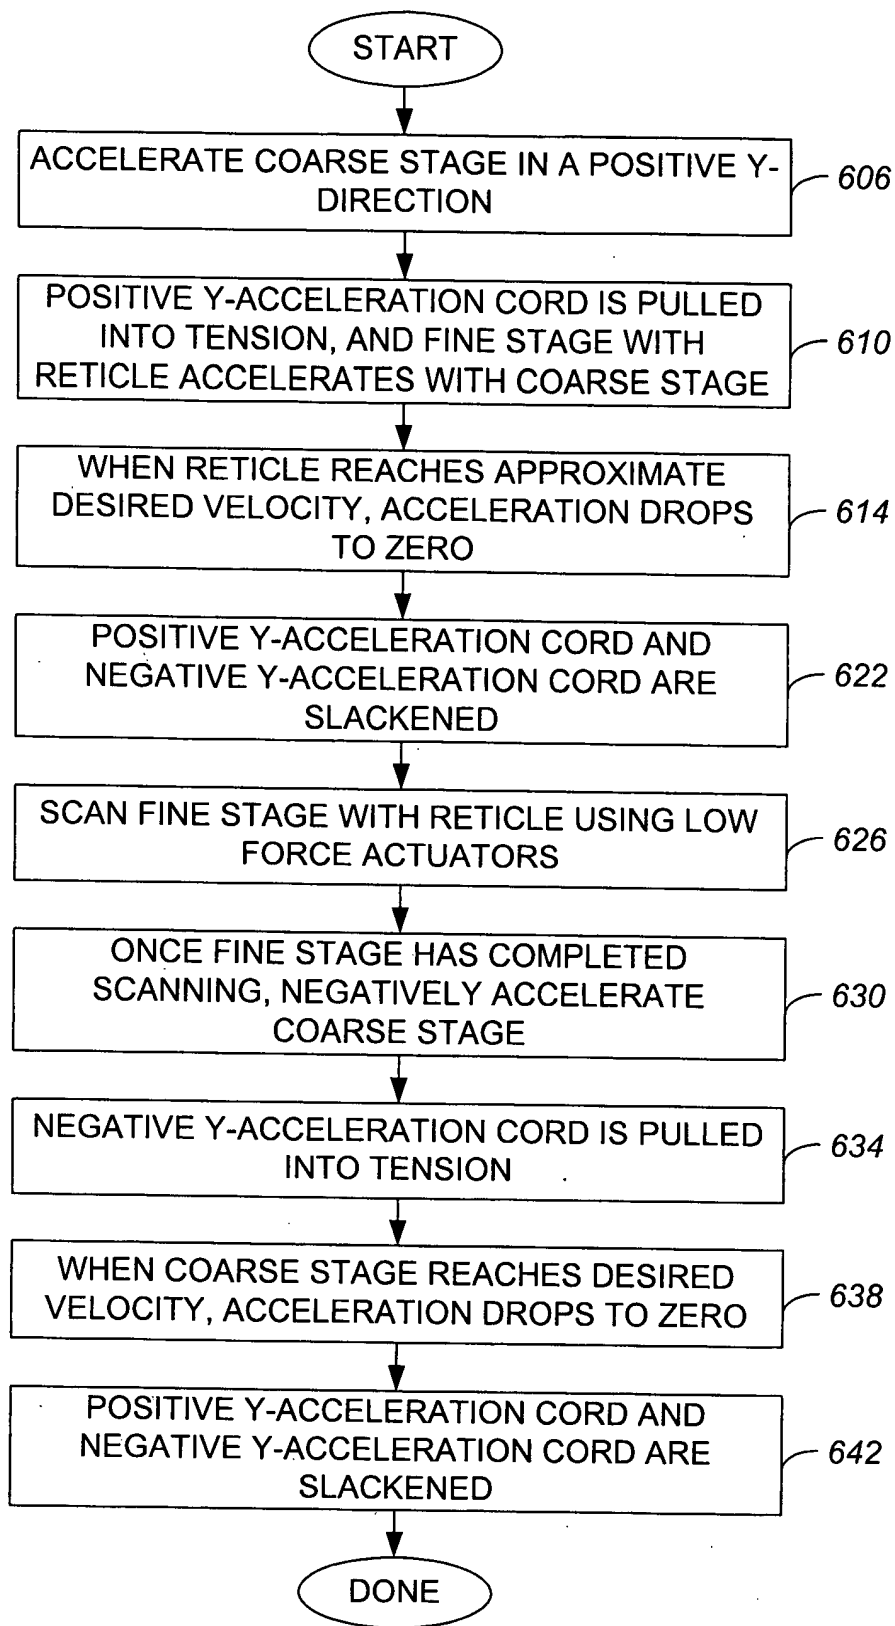 START
ACCELERATE COARSE STAGE IN A POSITIVE Y-
DIRECTION
606
POSITIVE Y-ACCELERATION CORD IS PULLED
INTO TENSION, AND FINE STAGE WITH
RETICLE ACCELERATES WITH COARSE STAGE
610
WHEN RETICLE REACHES APPROXIMATE
DESIRED VELOCITY, ACCELERATION DROPS
TO ZERO
614
POSITIVE Y-ACCELERATION CORD AND
NEGATIVE Y-ACCELERATION CORD ARE
SLACKENED
622
SCAN FINE STAGE WITH RETICLE USING LOW
FORCE ACTUATORS
626
ONCE FINE STAGE HAS COMPLETED
SCANNING, NEGATIVELY ACCELERATE
COARSE STAGE
630
NEGATIVE Y-ACCELERATION CORD IS PULLED
INTO TENSION
634
WHEN COARSE STAGE REACHES DESIRED
VELOCITY, ACCELERATION DROPS TO ZERO
638
POSITIVE Y-ACCELERATION CORD AND
NEGATIVE Y-ACCELERATION CORD ARE
SLACKENED
642
DONE